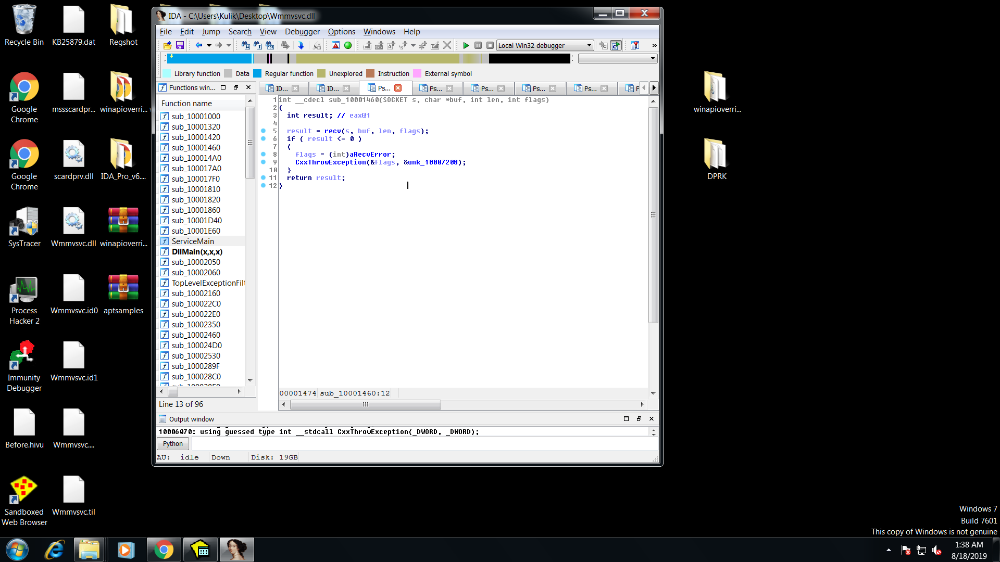 Recycle Bin
KB25879.dat
Regshot
Google Chrome
mssscardpr...
winapioverri...
Google Chrome
scardprv.dll
IDA_Pro_v6....
SysTracer
Wmmvsvc.dll
winapioverri...
Process Hacker 2
Wmmvsvc.id0
aptsamples
Immunity Debugger
Wmmvsvc.id1
Before.hivu
Wmmvsvc....
Sandboxed Web Browser
Wmmvsvc.til
IDA - C:\Users\Kulik\Desktop\Wmmvsvc.dll
File Edit Jump Search View Debugger Options Windows Help
Local Win32 debugger
Library function Data Regular function Unexplored Instruction External symbol
Functions win...
ID... ID... Ps... Ps... Ps... Ps... Ps...
Function name
sub_10001000
sub_10001320
sub_10001420
sub_10001460
sub_100014A0
sub_100017A0
sub_100017F0
sub_10001810
sub_10001820
sub_10001860
sub_10001D40
sub_10001E60
ServiceMain
DllMain(x,x,x)
sub_10002050
sub_10002060
TopLevelExceptionFilt
sub_10002160
sub_100022C0
sub_100022E0
sub_10002350
sub_10002460
sub_100024D0
sub_10002530
sub_1000289F
sub_100028C0
Line 13 of 96
1 int __cdecl sub_10001460(SOCKET s, char *buf, int len, int flags)
2 {
3 int result; // eax@1
4
5 result = recv(s, buf, len, flags);
6 if ( result <= 0 )
7 {
8 flags = (int)aRecvError;
9 CxxThrowException(&flags, &unk_10007208);
10 }
11 return result;
12 }
00001474 sub_10001460:12
Output window
10006070: using guessed type int __stdcall CxxThrowException(_DWORD, _DWORD);
Python
AU: idle Down Disk: 19GB
winapioverri...
DPRK
Windows 7
Build 7601
This copy of Windows is not genuine
1:38 AM
8/18/2019